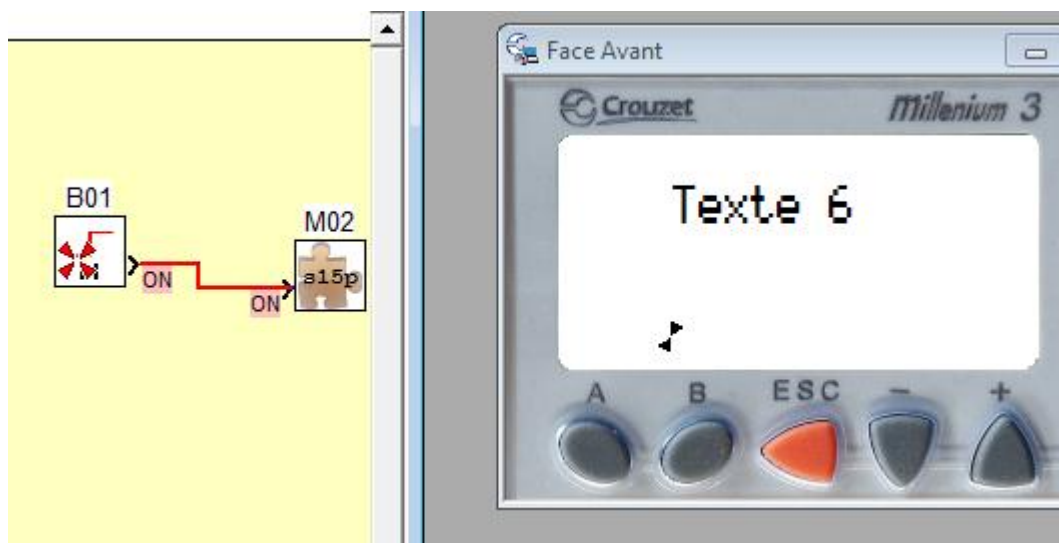 B01
M
ON
M02
s15p
ON
Face Avant
Crouzet
Millenium 3
Texte 6
A B ESC - +